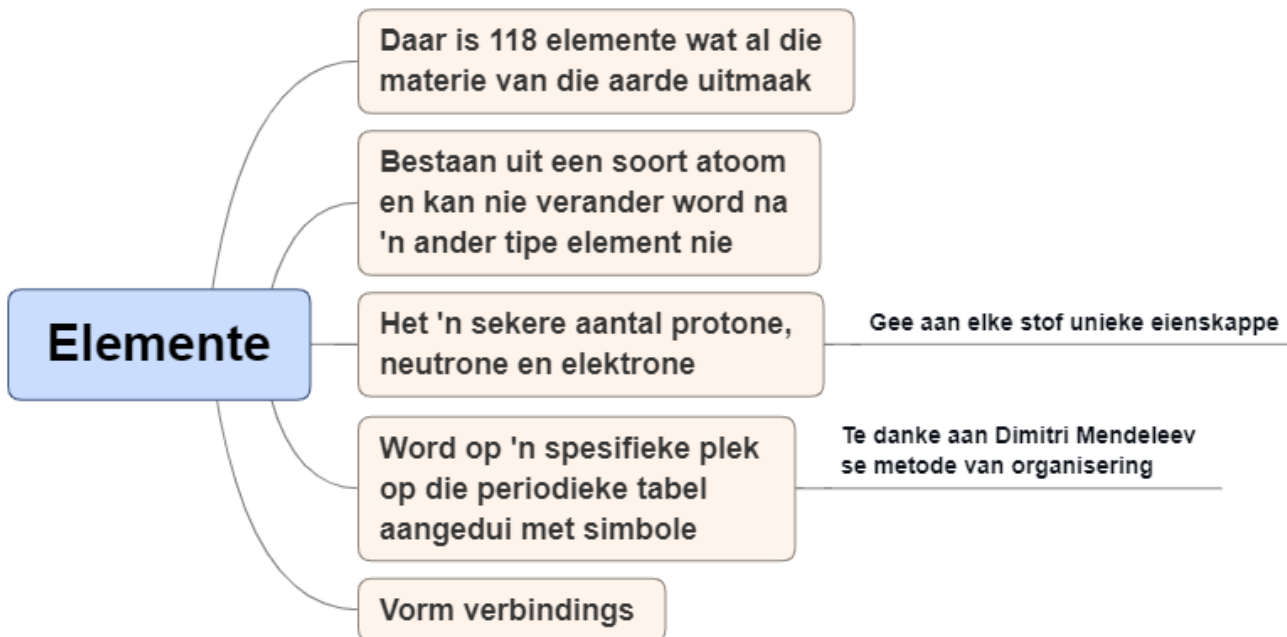 Daar is 118 elemente wat al die
materie van die aarde uitmaak
Bestaan uit een soort atoom
en kan nie verander word na
'n ander tipe element nie
Elemente
Het 'n sekere aantal protone,
neutrone en elektrone
Gee aan elke stof unieke eienskappe
Word op 'n spesifieke plek
op die periodieke tabel
aangedui met simbole
Te danke aan Dimitri Mendeleev
se metode van organisering
Vorm verbindings